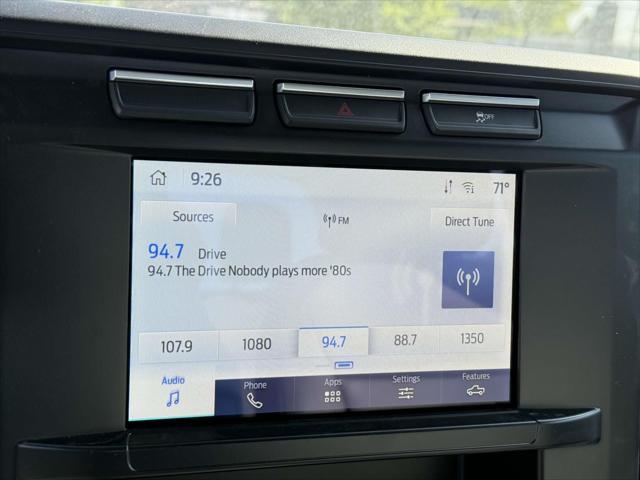 OFF
9:26
71°
Sources
FM
Direct Tune
94.7 Drive
94.7 The Drive Nobody plays more '80s
107.9 1080 94.7 88.7 1350
Audio Phone Apps Settings Features